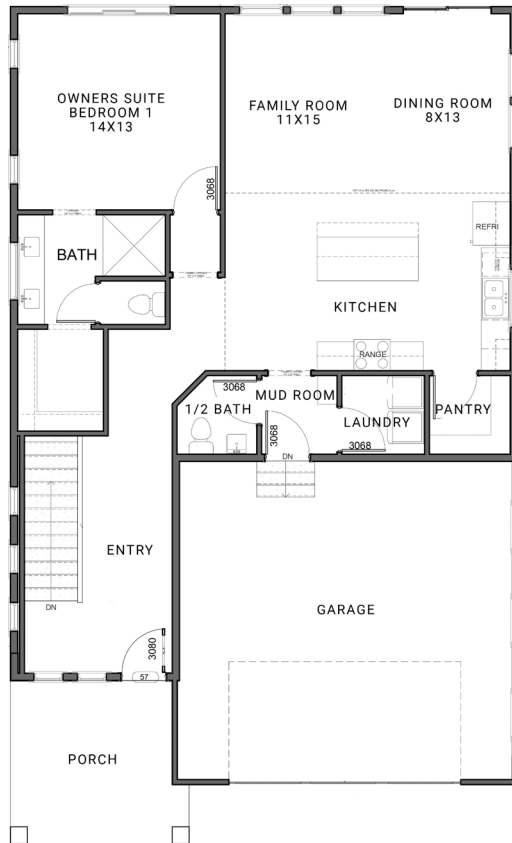 OWNERS SUITE
BEDROOM 1
14X13
FAMILY ROOM
11X15
DINING ROOM
8X13
3068
REFRI
BATH
KITCHEN
RANGE
3068
MUD ROOM
1/2 BATH
3068
LAUNDRY
3068
PANTRY
DN
ENTRY
DN
GARAGE
3080
57
PORCH